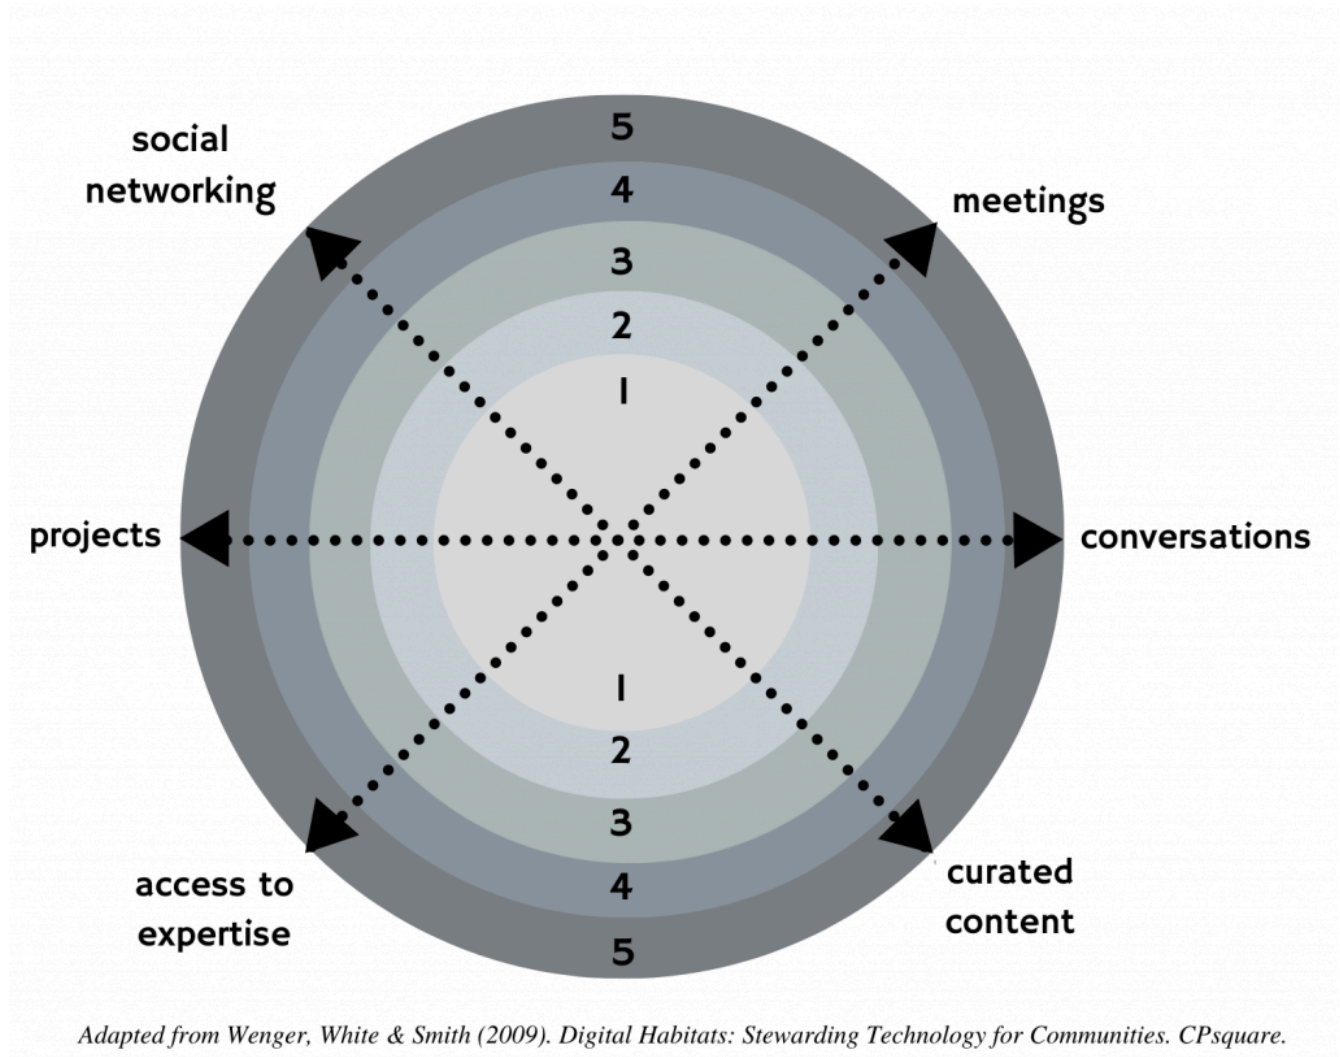 5
social
networking
4
meetings
3
2
1
projects
conversations
1
2
3
access to
expertise
4
curated
content
5
Adapted from Wenger, White & Smith (2009). Digital Habitats: Stewarding Technology for Communities. CPsquare.